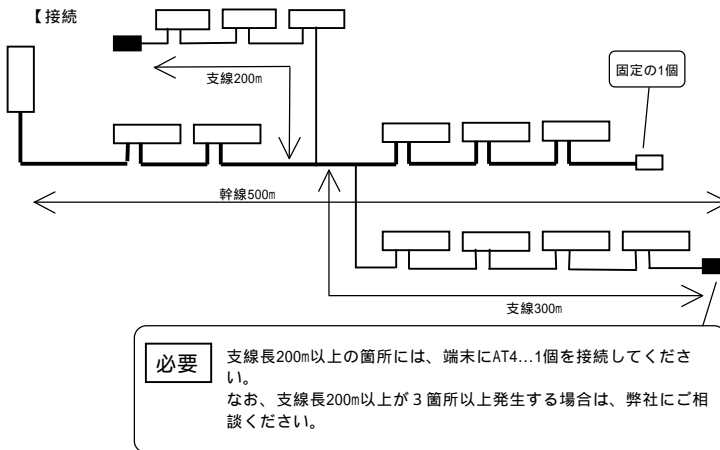 【接続
支線200m
固定の1個
幹線500m
支線300m
必要
支線長200m以上の箇所には、端末にAT4…1個を接続してくださ
い。
なお、支線長200m以上が３箇所以上発生する場合は、弊社にご相
談ください。